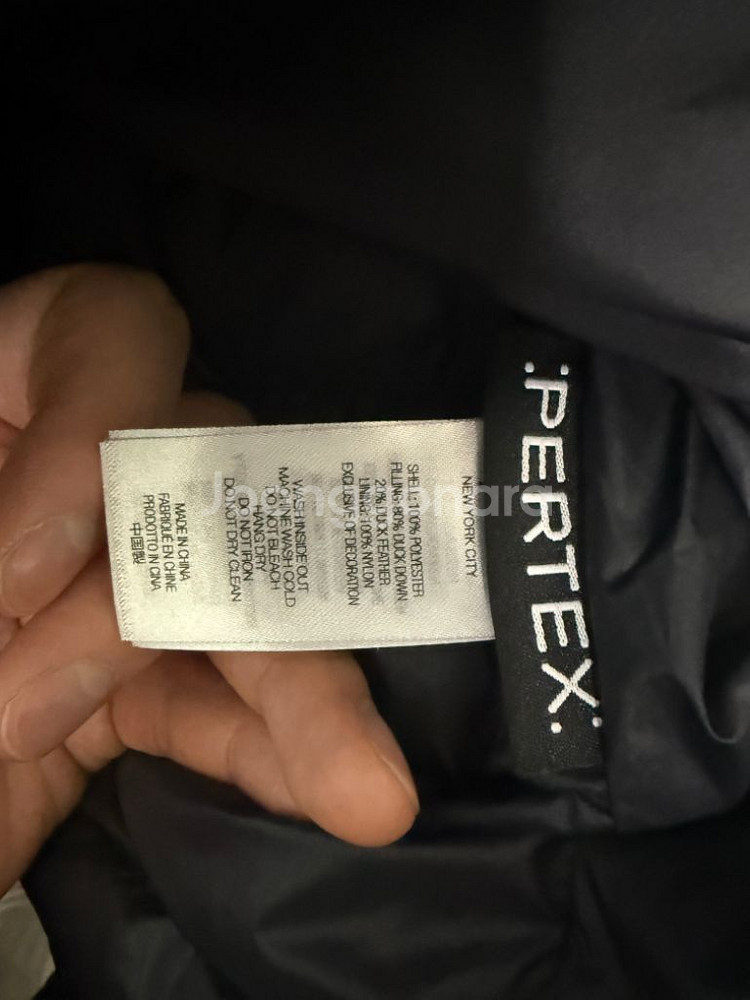 NEW YORK CITY
SHELL: 100% POLYESTER
FILLING: 80% DUCK DOWN
20% DUCK FEATHER
LINING: 100% NYLON
EXCLUSIVE OF DECORATION
WASH INSIDE OUT
MACHINE WASH COLD
DO NOT BLEACH
HANG DRY
DO NOT IRON
DO NOT DRY CLEAN
MADE IN CHINA
FABRIQUÉ EN CHINE
PRODOTTO IN CINA
中国製
:PERTEX:
Joongonara